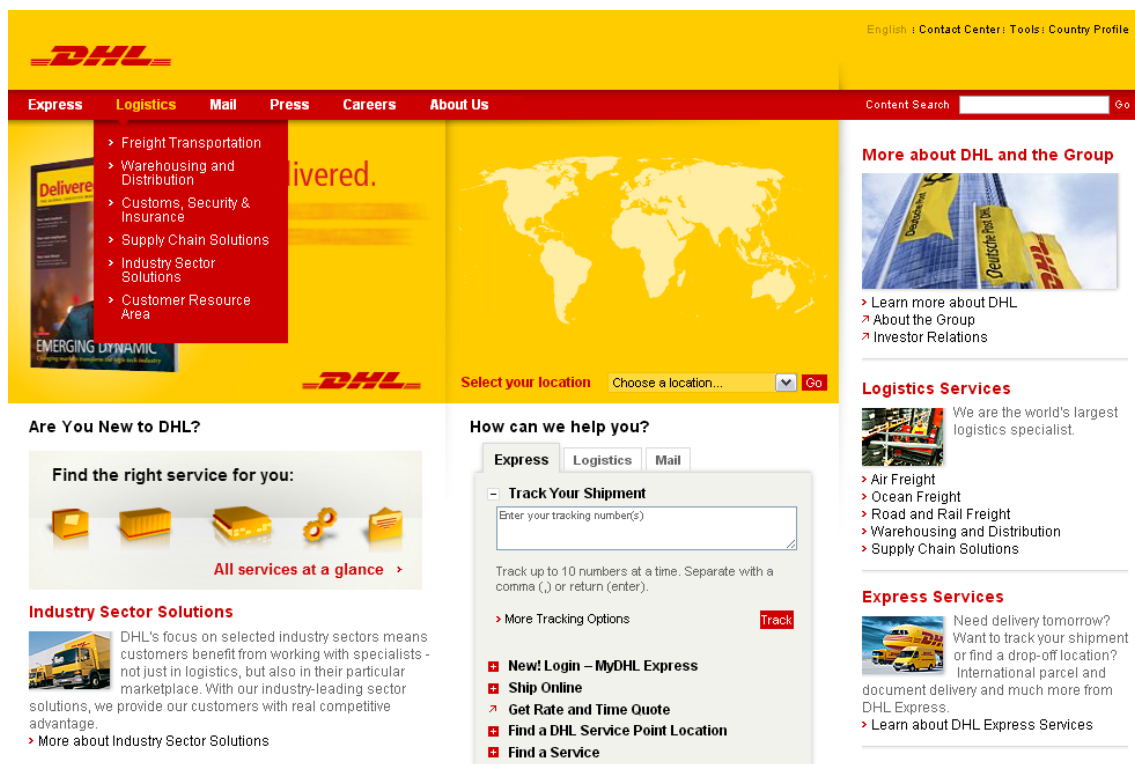 English : Contact Center : Tools : Country Profile
DHL
Express Logistics Mail Press Careers About Us
Content Search Go
Freight Transportation
Warehousing and
Distribution
Customs, Security &
Insurance
Supply Chain Solutions
Industry Sector
Solutions
Customer Resource
Area
Delivere
livered.
EMERGING DYNAMIC
DHL
Select your location Choose a location... Go
More about DHL and the Group
Deutsche Post
Deutsche Post DHL
DHL
Learn more about DHL
About the Group
Investor Relations
Logistics Services
We are the world's largest
logistics specialist.
Air Freight
Ocean Freight
Road and Rail Freight
Warehousing and Distribution
Supply Chain Solutions
Express Services
Need delivery tomorrow?
Want to track your shipment
or find a drop-off location?
International parcel and
document delivery and much more from
DHL Express.
Learn about DHL Express Services
Are You New to DHL?
Find the right service for you:
All services at a glance
Industry Sector Solutions
DHL's focus on selected industry sectors means
customers benefit from working with specialists -
not just in logistics, but also in their particular
marketplace. With our industry-leading sector
solutions, we provide our customers with real competitive
advantage.
More about Industry Sector Solutions
How can we help you?
Express Logistics Mail
Track Your Shipment
Enter your tracking number(s)
Track up to 10 numbers at a time. Separate with a
comma (,) or return (enter).
More Tracking Options Track
New! Login – MyDHL Express
Ship Online
Get Rate and Time Quote
Find a DHL Service Point Location
Find a Service